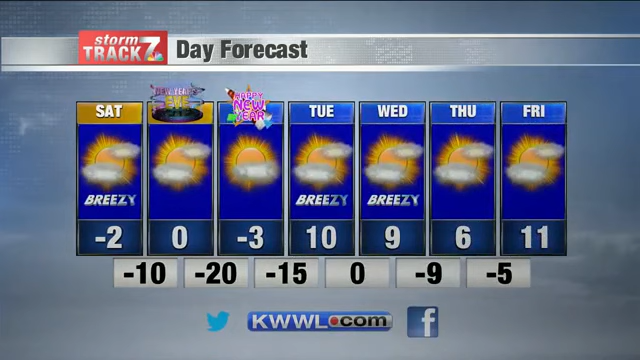 storm
TRACK 7 Day Forecast
SAT NEW YEAR'S EVE HAPPY NEW YEAR TUE WED THU FRI
BREEZY BREEZY BREEZY
-2 0 -3 10 9 6 11
-10 -20 -15 0 -9 -5
KWWL.com f